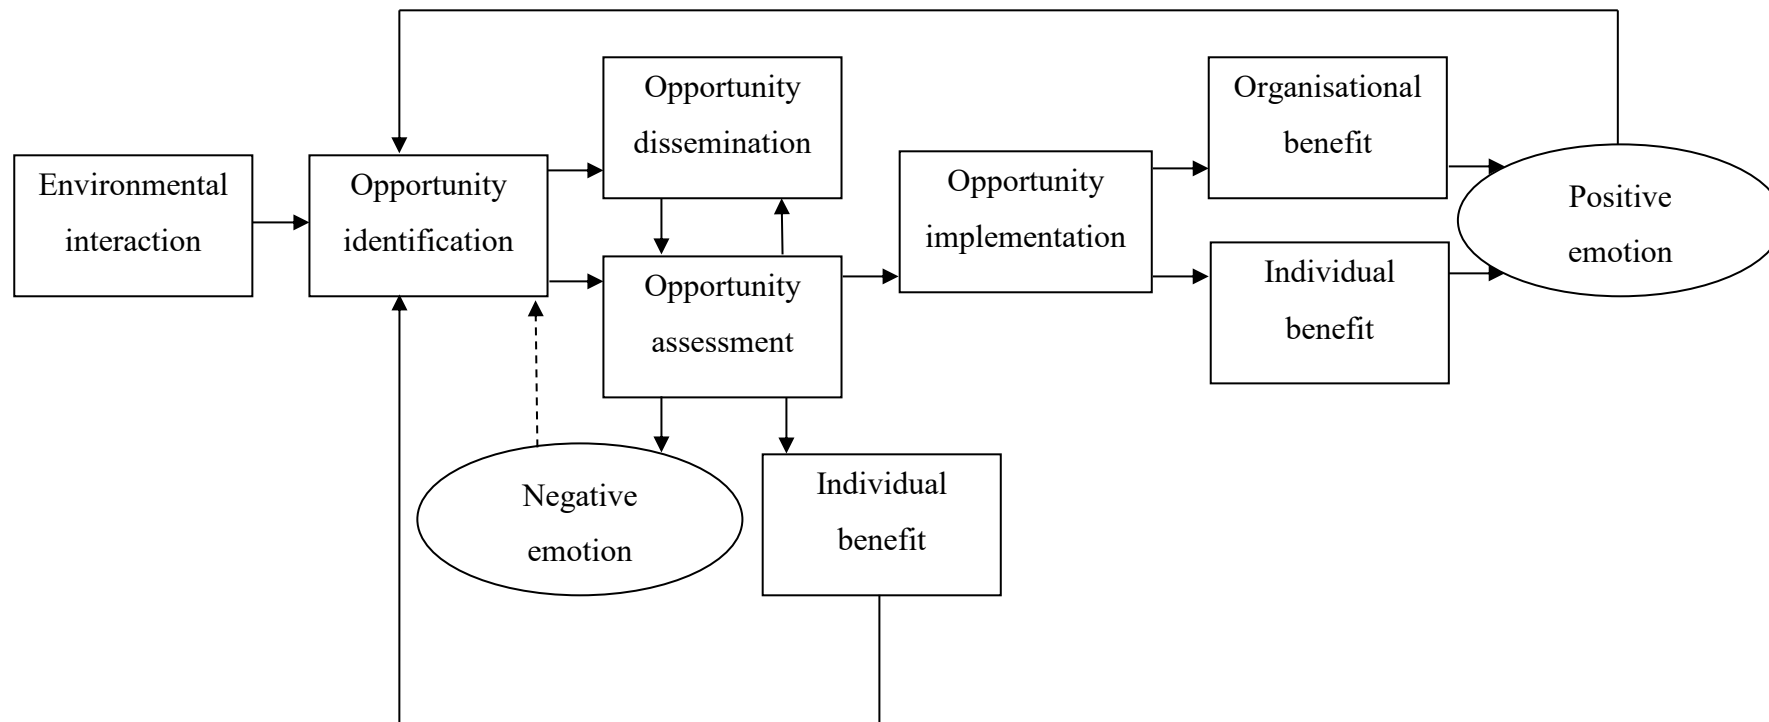 Environmental
interaction
Opportunity
identification
Opportunity
dissemination
Opportunity
assessment
Negative
emotion
Individual
benefit
Opportunity
implementation
Organisational
benefit
Individual
benefit
Positive
emotion